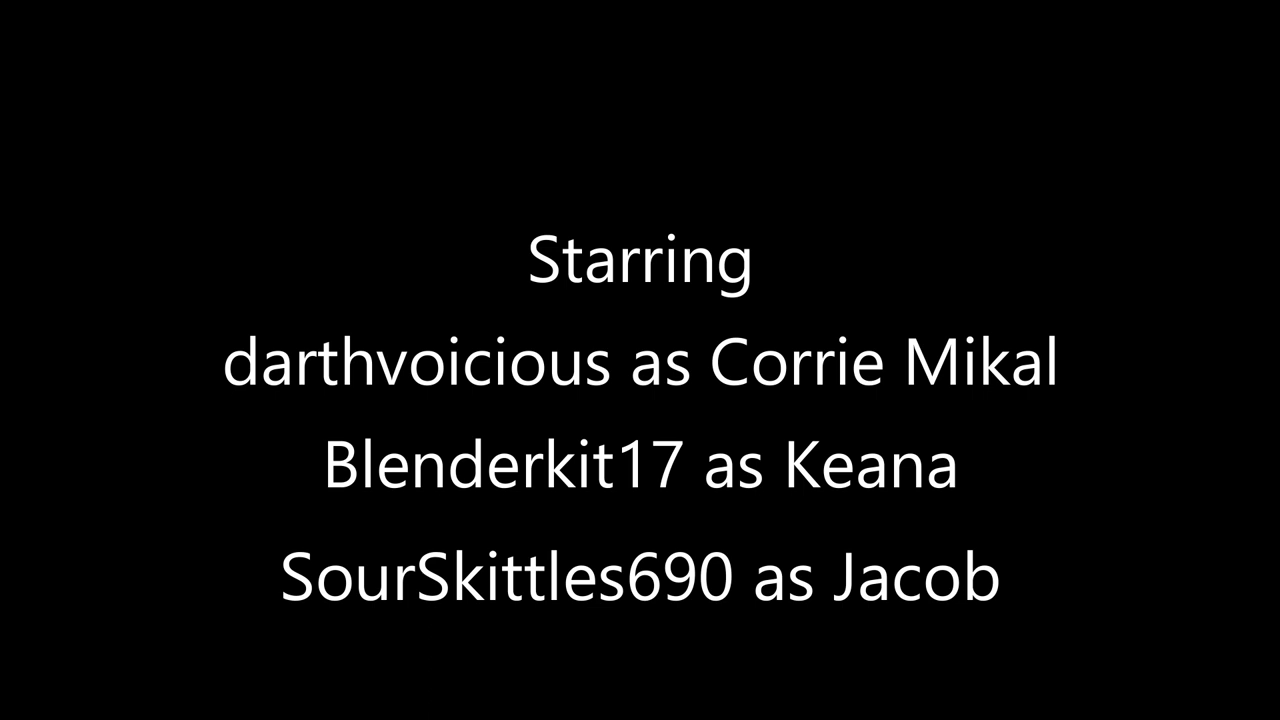 Starring
darthvoicious as Corrie Mikal
Blenderkit17 as Keana
SourSkittles690 as Jacob